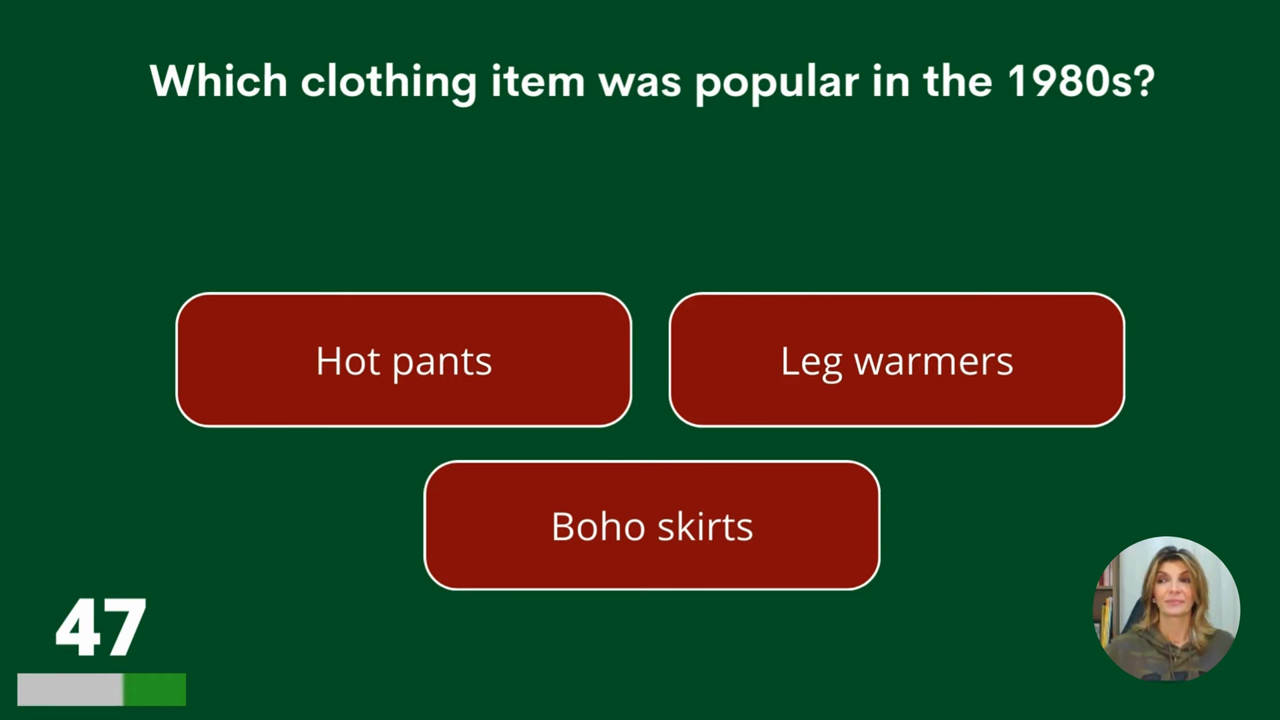 Which clothing item was popular in the 1980s?
Hot pants
Leg warmers
Boho skirts
47